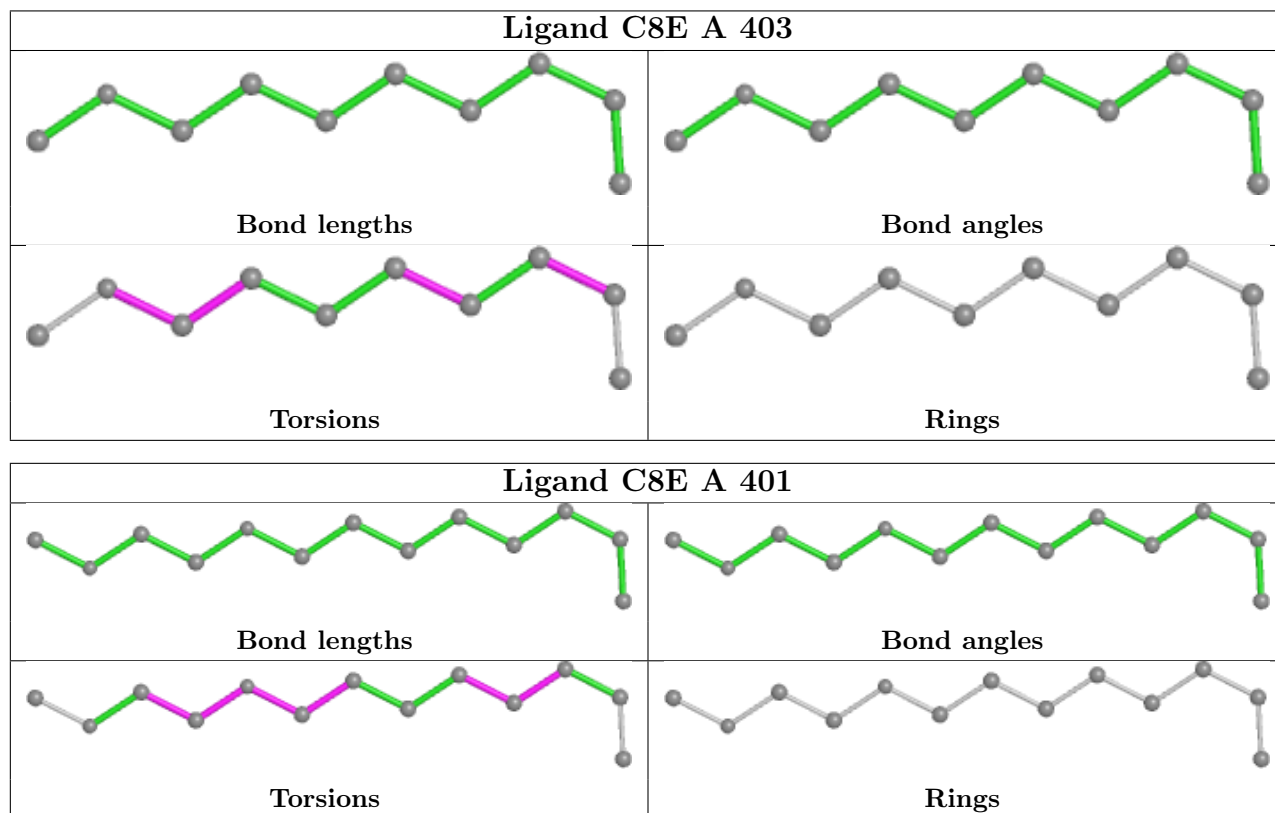 Ligand C8E A 403
Bond lengths
Bond angles
Torsions
Rings
Ligand C8E A 401
Bond lengths
Bond angles
Torsions
Rings